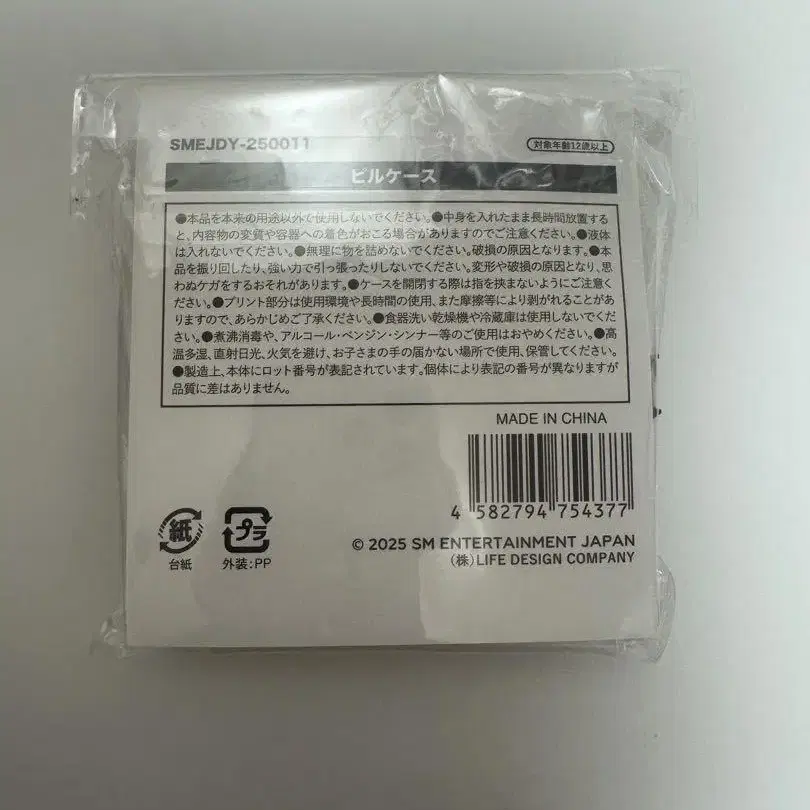 SMEJDY-250011
対象年齢12歳以上
ピルケース
●本品を本来の用途以外で使用しないでください。●中身を入れたまま長時間放置する
と、内容物の変質や容器への着色がおこる場合がありますのでご注意ください。●液体
は入れないでください。●無理に物を詰めないでください。破損の原因となります。●本
品を振り回したり、強い力で引っ張ったりしないでください。変形や破損の原因となり、思
わぬケガをするおそれがあります。●ケースを開閉する際は指を挟まないようにご注意く
ださい。●プリント部分は使用環境や長時間の使用、また摩擦等により剥がれることがあ
りますので、あらかじめご了承ください。●食器洗い乾燥機や冷蔵庫は使用しないでくだ
さい。●煮沸消毒や、アルコール・ベンジン・シンナー等のご使用はおやめください。●高
温多湿、直射日光、火気を避け、お子さまの手の届かない場所で使用、保管してください。
●製造上、本体にロット番号が表記されています。個体により表記の番号が異なりますが
品質に差はありません。
MADE IN CHINA
4 582794 754377
紙
台紙
プラ
外装:PP
© 2025 SM ENTERTAINMENT JAPAN
(株)LIFE DESIGN COMPANY